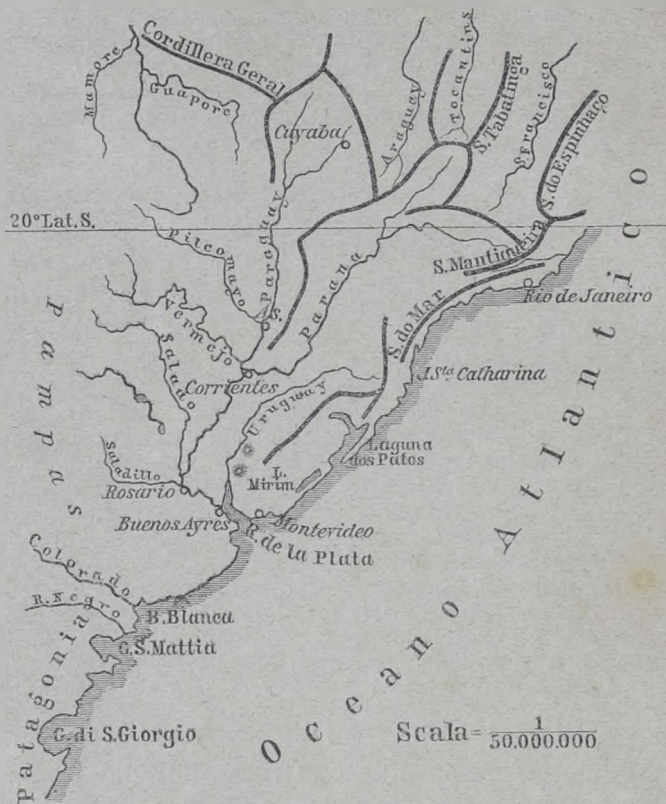 Cordillera Geral
Mamore
Guapore
Cuyaba
Araguay
Tocantins
S. Tabatinga
S. Francisco
S. do Espinhaço
20° Lat. S.
Pilcomayo
Paraguay
Parana
S. Mantiqueira
Rio de Janeiro
S. do Mar
S.
Vermejo
Salado
Corrientes
I. Sta. Catharina
Pampas
Uruguay
Laguna
dos Patos
L.
Mirim
Saladillo
Rosario
Buenos Ayres
Montevideo
R. de la Plata
Colorado
R. Negro
B. Blanca
G. S. Mattia
Patagonia
G. di S. Giorgio
Oceano Atlantico
Scala = 1
50.000.000